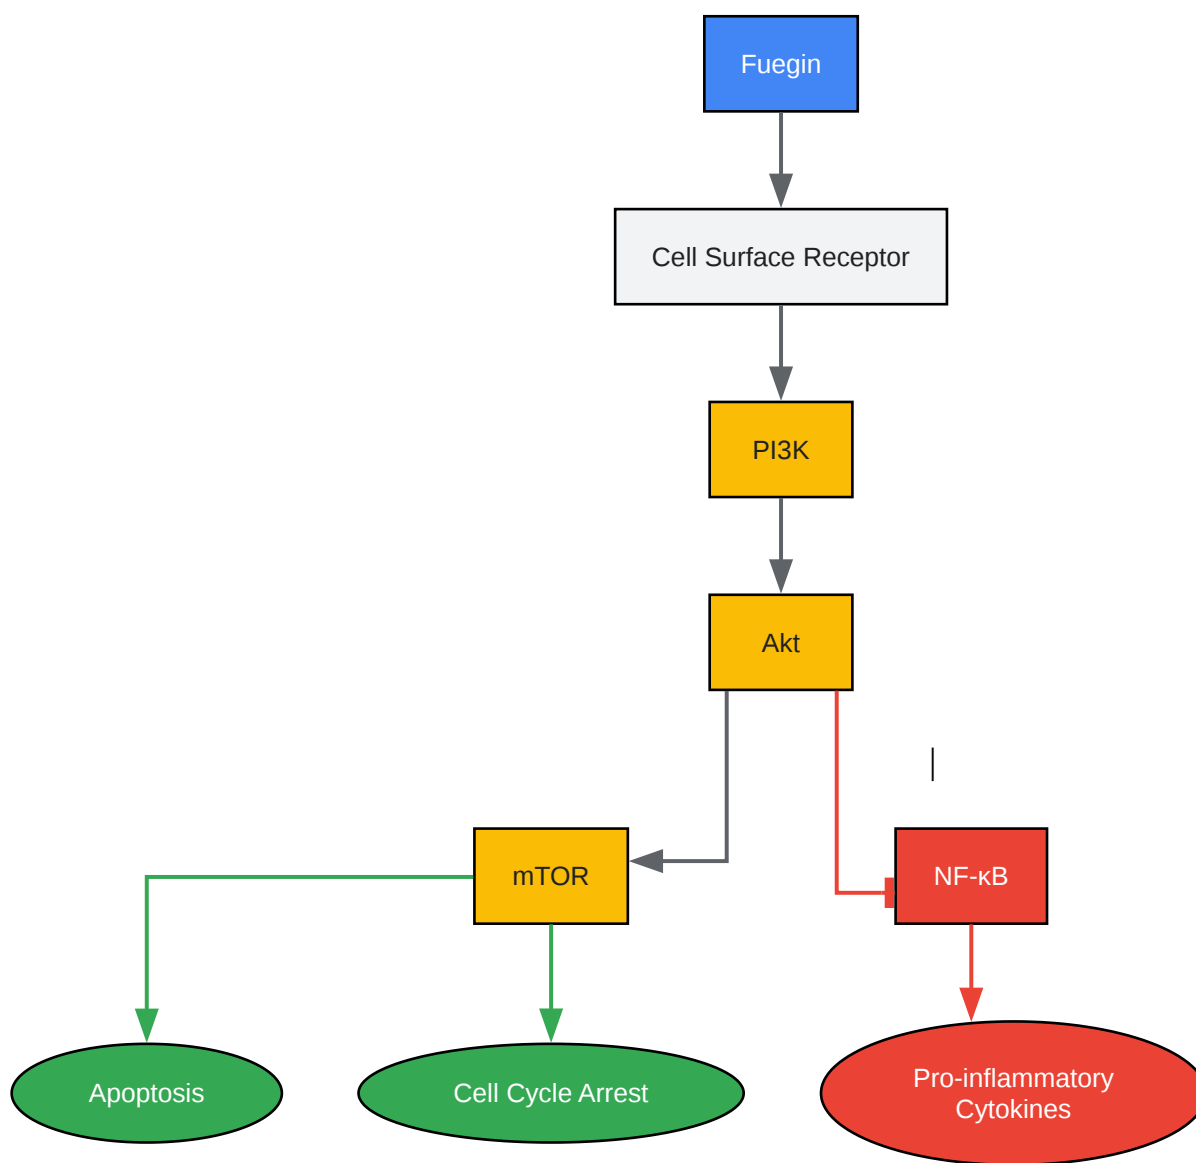 Fuegin
Cell Surface Receptor
PI3K
Akt
mTOR
NF-κB
Apoptosis
Cell Cycle Arrest
Pro-inflammatory
Cytokines